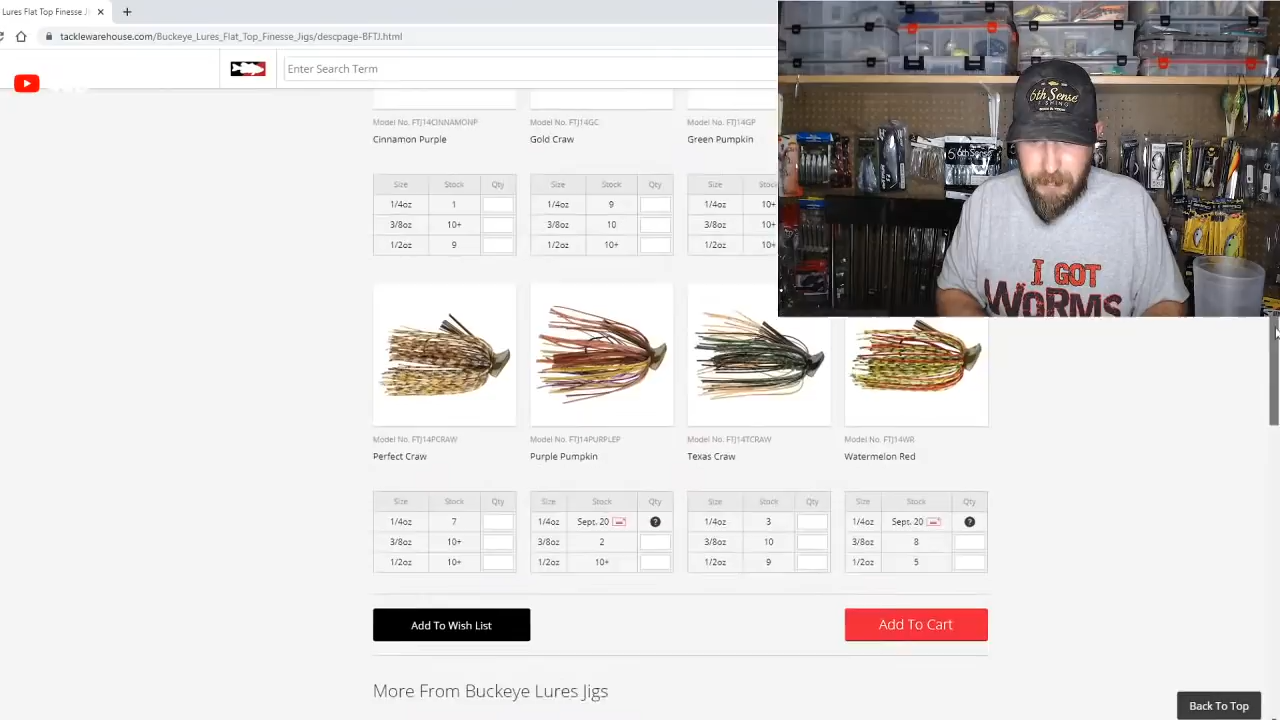 Lures Flat Top Finesse Ji
tacklewarehouse.com/Buckeye_Lures_Flat_Top_Finesse_Jigs/descpage-BFTJ.html
Enter Search Term
6th Sense
FISHING
6th Sense
I GOT
WORMS
Model No. FTJ14CINNAMONP Model No. FTJ14GC Model No. FTJ14GP
Cinnamon Purple Gold Craw Green Pumpkin
Size Stock Qty Size Stock Qty Size Stock
1/4oz 1 1/4oz 9 1/4oz 10+
3/8oz 10+ 3/8oz 10 3/8oz 10+
1/2oz 9 1/2oz 10+ 1/2oz 10+
Model No. FTJ14PCRAW Model No. FTJ14PURPLEP Model No. FTJ14TCRAW Model No. FTJ14WR
Perfect Craw Purple Pumpkin Texas Craw Watermelon Red
Size Stock Qty Size Stock Qty Size Stock Qty Size Stock Qty
1/4oz 7 1/4oz Sept. 20 ? 1/4oz 3 1/4oz Sept. 20 ?
3/8oz 10+ 3/8oz 2 3/8oz 10 3/8oz 8
1/2oz 10+ 1/2oz 10+ 1/2oz 9 1/2oz 5
Add To Wish List Add To Cart
More From Buckeye Lures Jigs
Back To Top